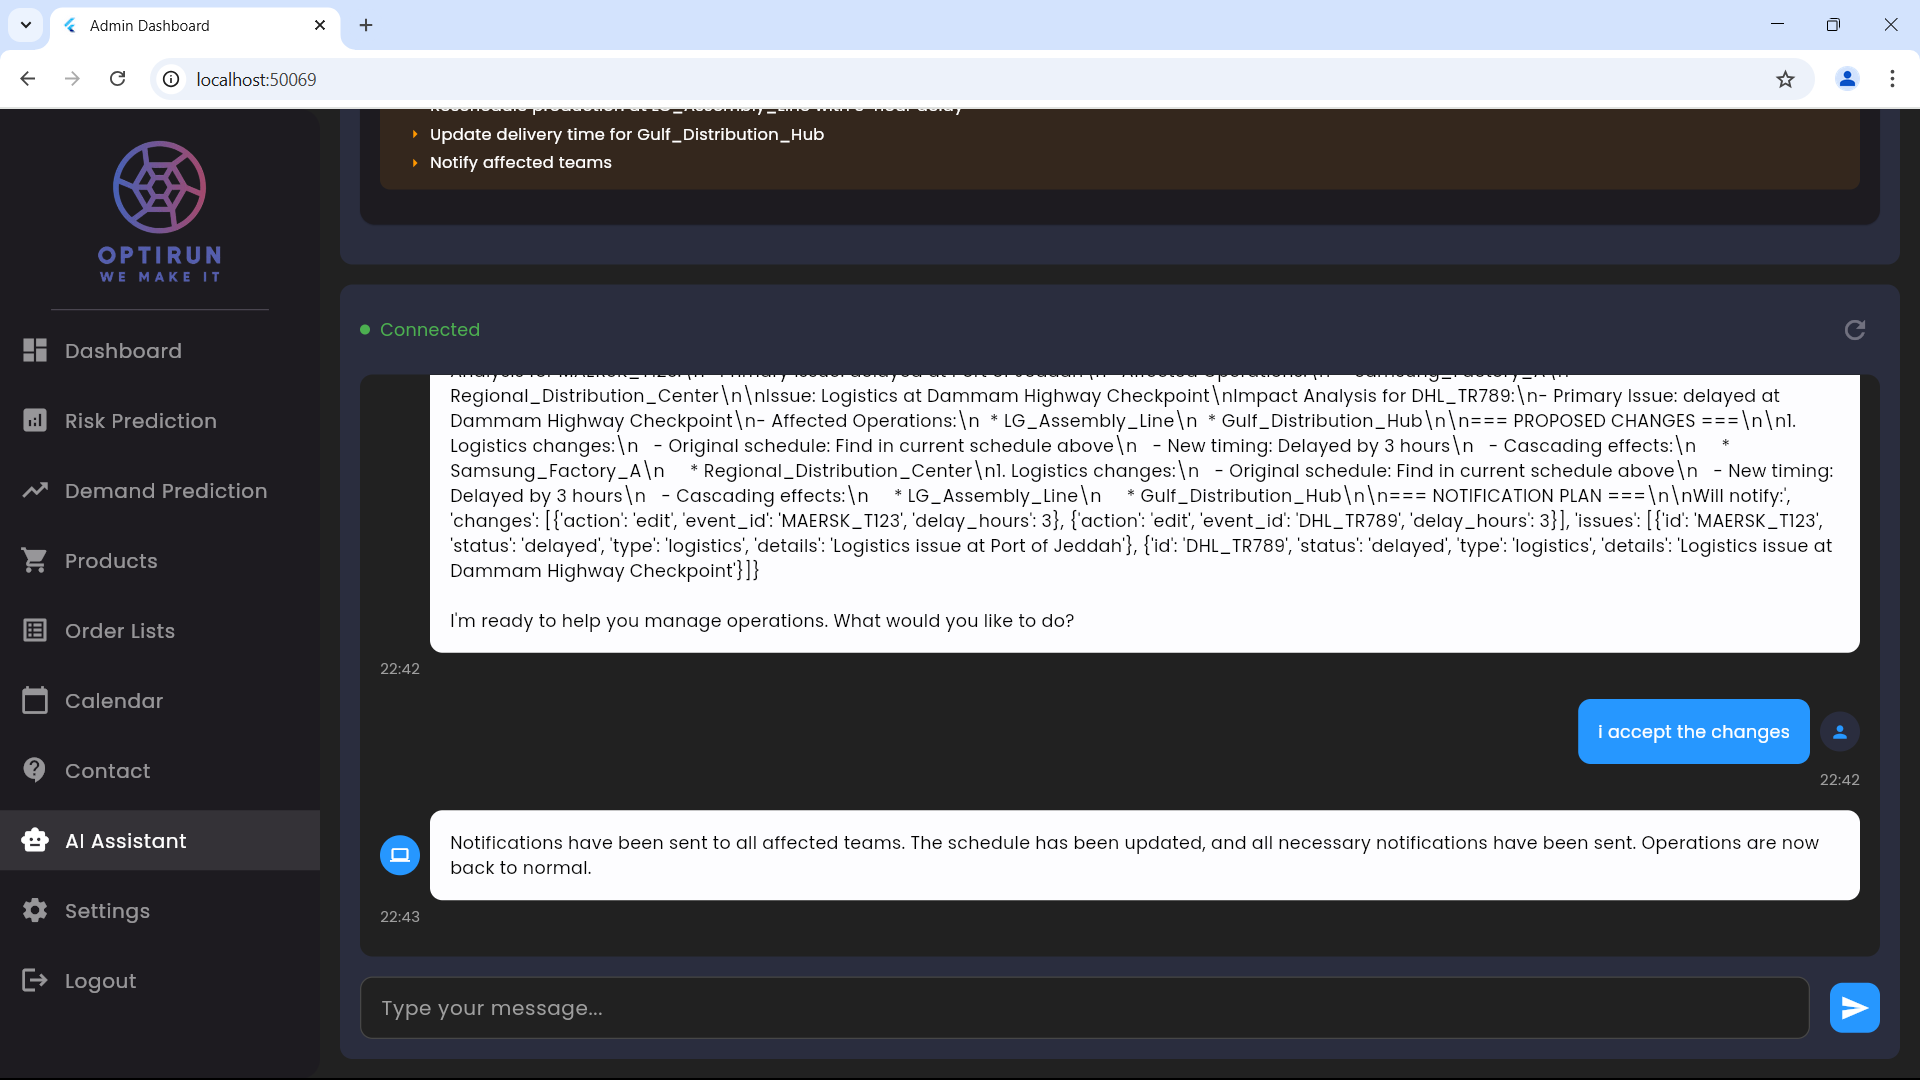 Admin Dashboard
localhost:50069
OPTIRUN
WE MAKE IT
Dashboard
Risk Prediction
Demand Prediction
Products
Order Lists
Calendar
Contact
AI Assistant
Settings
Logout
Update delivery time for Gulf_Distribution_Hub
Notify affected teams
Connected
Regional_Distribution_Center\n\nIssue: Logistics at Dammam Highway Checkpoint\nImpact Analysis for DHL_TR789:\n- Primary Issue: delayed at
Dammam Highway Checkpoint\n- Affected Operations:\n  * LG_Assembly_Line\n  * Gulf_Distribution_Hub\n\n=== PROPOSED CHANGES ===\n\n1.
Logistics changes:\n   - Original schedule: Find in current schedule above\n   - New timing: Delayed by 3 hours\n   - Cascading effects:\n     *
Samsung_Factory_A\n     * Regional_Distribution_Center\n1. Logistics changes:\n   - Original schedule: Find in current schedule above\n   - New timing:
Delayed by 3 hours\n   - Cascading effects:\n     * LG_Assembly_Line\n     * Gulf_Distribution_Hub\n\n=== NOTIFICATION PLAN ===\n\nWill notify:',
'changes': [{'action': 'edit', 'event_id': 'MAERSK_T123', 'delay_hours': 3}, {'action': 'edit', 'event_id': 'DHL_TR789', 'delay_hours': 3}], 'issues': [{'id': 'MAERSK_T123',
'status': 'delayed', 'type': 'logistics', 'details': 'Logistics issue at Port of Jeddah'}, {'id': 'DHL_TR789', 'status': 'delayed', 'type': 'logistics', 'details': 'Logistics issue at
Dammam Highway Checkpoint'}]}
I'm ready to help you manage operations. What would you like to do?
22:42
i accept the changes
22:42
Notifications have been sent to all affected teams. The schedule has been updated, and all necessary notifications have been sent. Operations are now
back to normal.
22:43
Type your message...